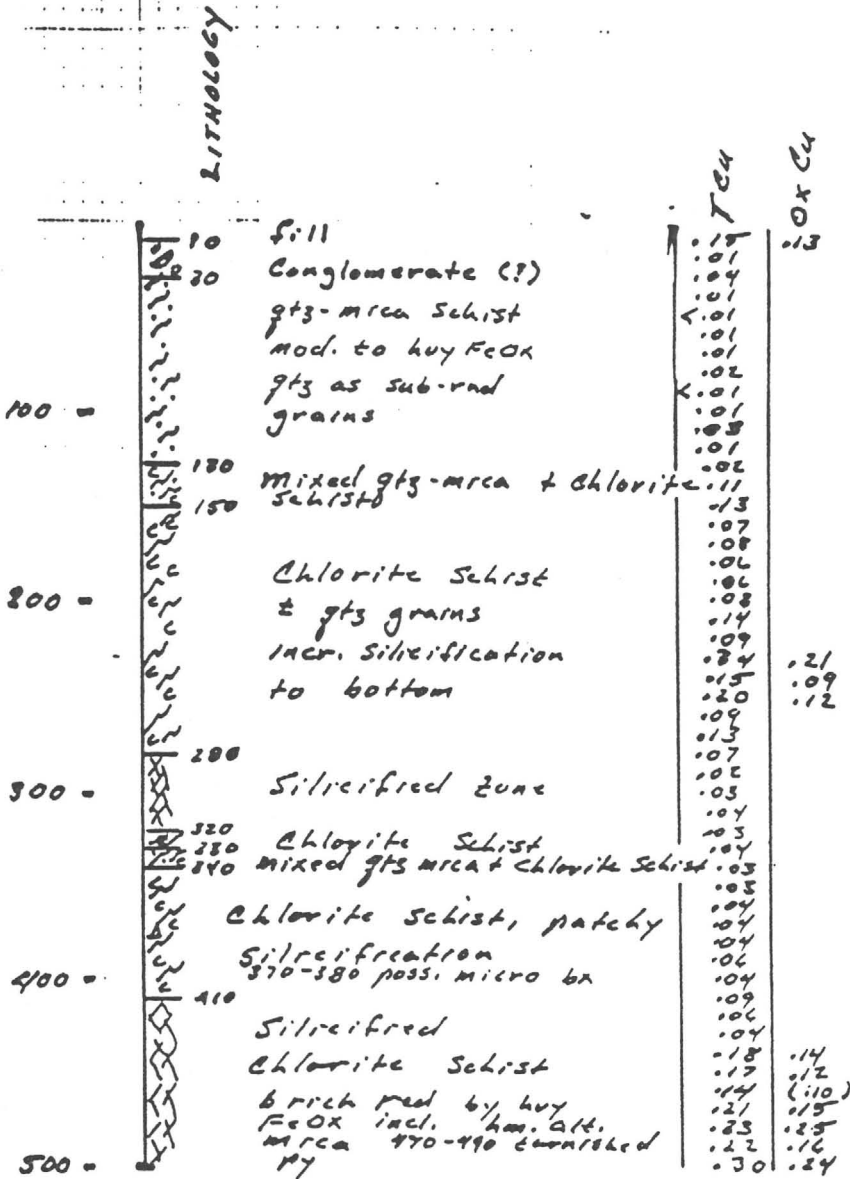 LITHOLOGY
T Cu
Ox Cu
10 fill
30 Conglomerate (?)
qtz-mica Schist
mod. to hvy FeOx
qtz as sub-rnd
100 - grains
130 mixed qtz-mica + Chlorite
150 Schists
Chlorite Schist
200 - ± qtz grains
incr. Silicification
to bottom
280
300 - Silicified Zone
320 Chlorite Schist
330
340 mixed qtz mica + Chlorite Schist
Chlorite schist, patchy
Silicification
370-380 poss. micro bx
400 -
410
Silicified
Chlorite Schist
brick red by hvy
FeOx incl. hm. alt.
mica 470-490 tarnished
500 - py
.13
.01
.04
.01
<.01
.01
.01
.02
<.01
.01
.03
.01
.02
.11
.13
.07
.08
.06
.06
.08
.14
.09
.21
.15 .09
.20 .12
.09
.13
.07
.02
.03
.04
.03
.04
.03
.03
.04
.04
.04
.06
.04
.09
.06
.04
.18 .14
.17 .12
.14 (.10)
.21 .15
.33 .25
.22 .16
.30 .24